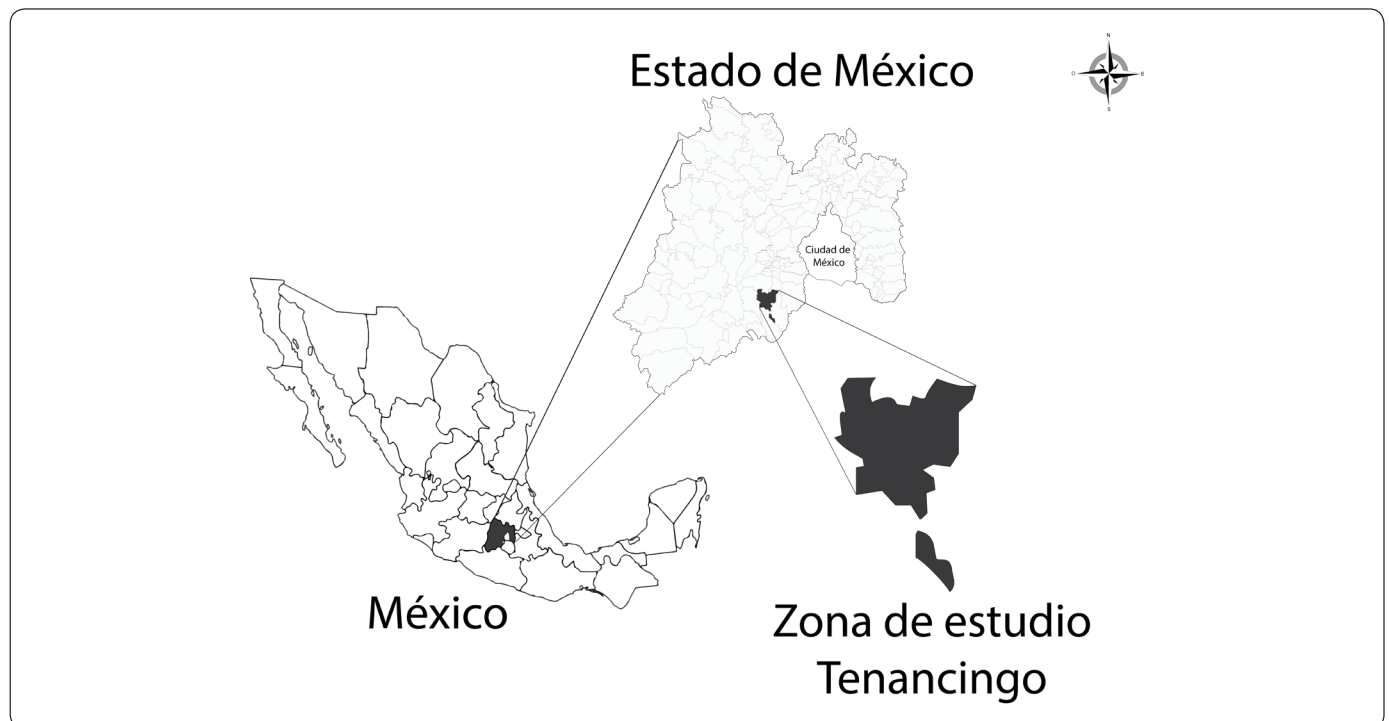 Estado de México
N
O
E
S
Ciudad de
México
México
Zona de estudio
Tenancingo